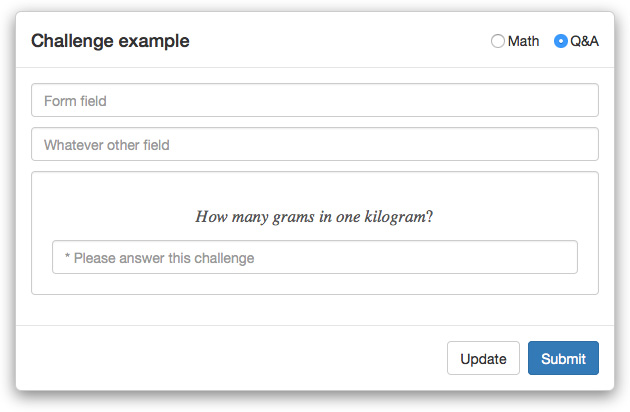 Challenge example
Math Q&A
Form field
Whatever other field
How many grams in one kilogram?
* Please answer this challenge
Update Submit